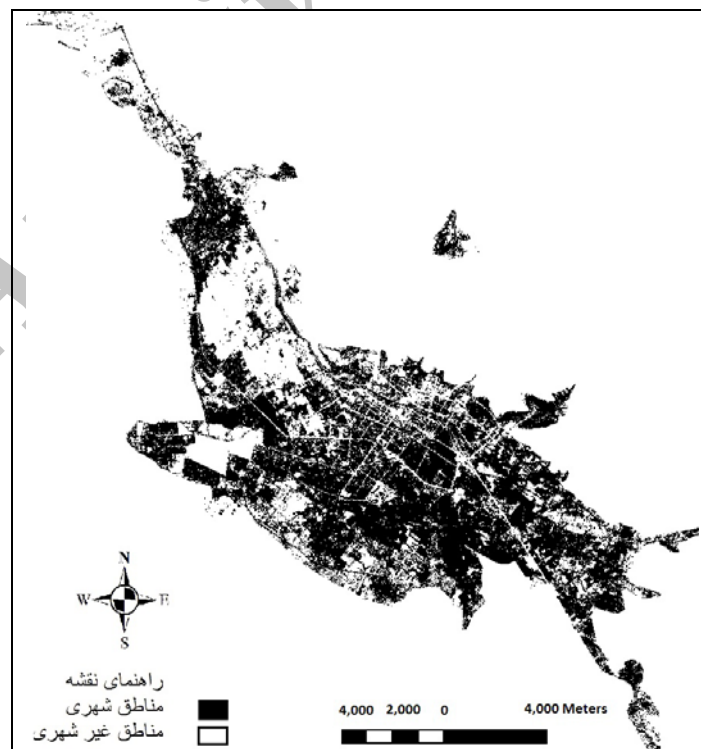 N
W E
S
راهنمای نقشه
مناطق شهری
مناطق غیر شهری
4,000 2,000 0 4,000 Meters